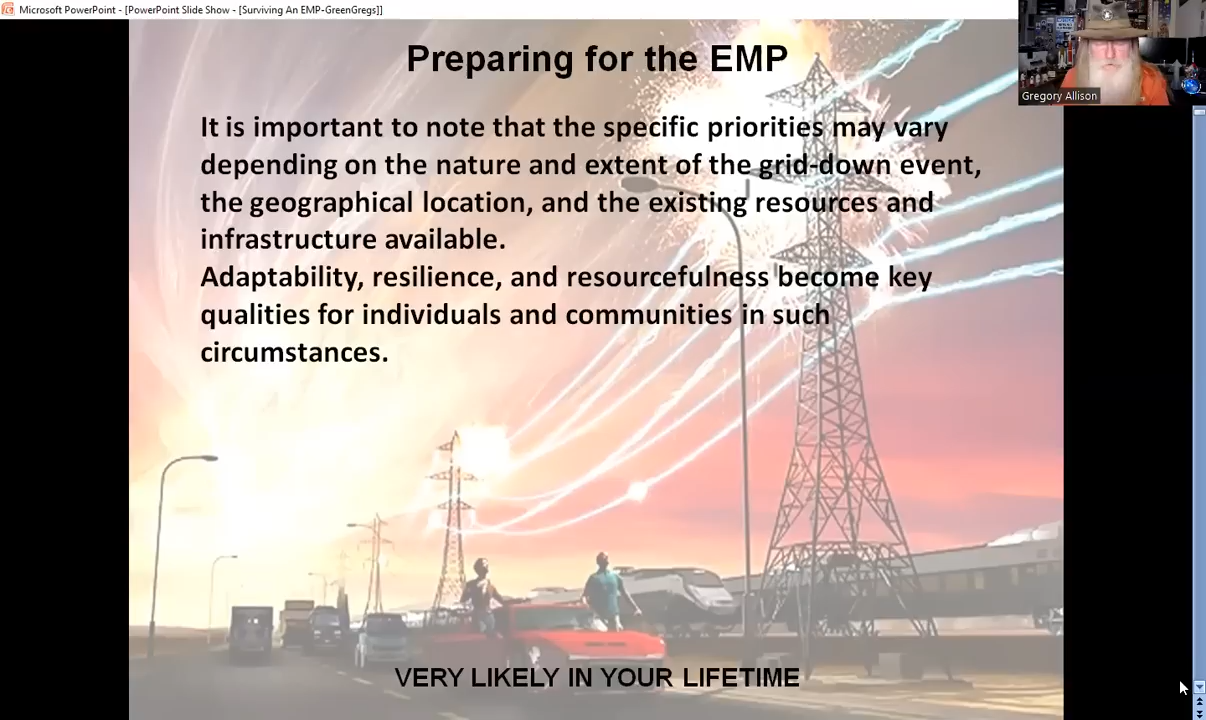 Microsoft PowerPoint - [PowerPoint Slide Show - [Surviving An EMP-GreenGregs]]
Gregory Allison
Preparing for the EMP
It is important to note that the specific priorities may vary
depending on the nature and extent of the grid-down event,
the geographical location, and the existing resources and
infrastructure available.
Adaptability, resilience, and resourcefulness become key
qualities for individuals and communities in such
circumstances.
VERY LIKELY IN YOUR LIFETIME